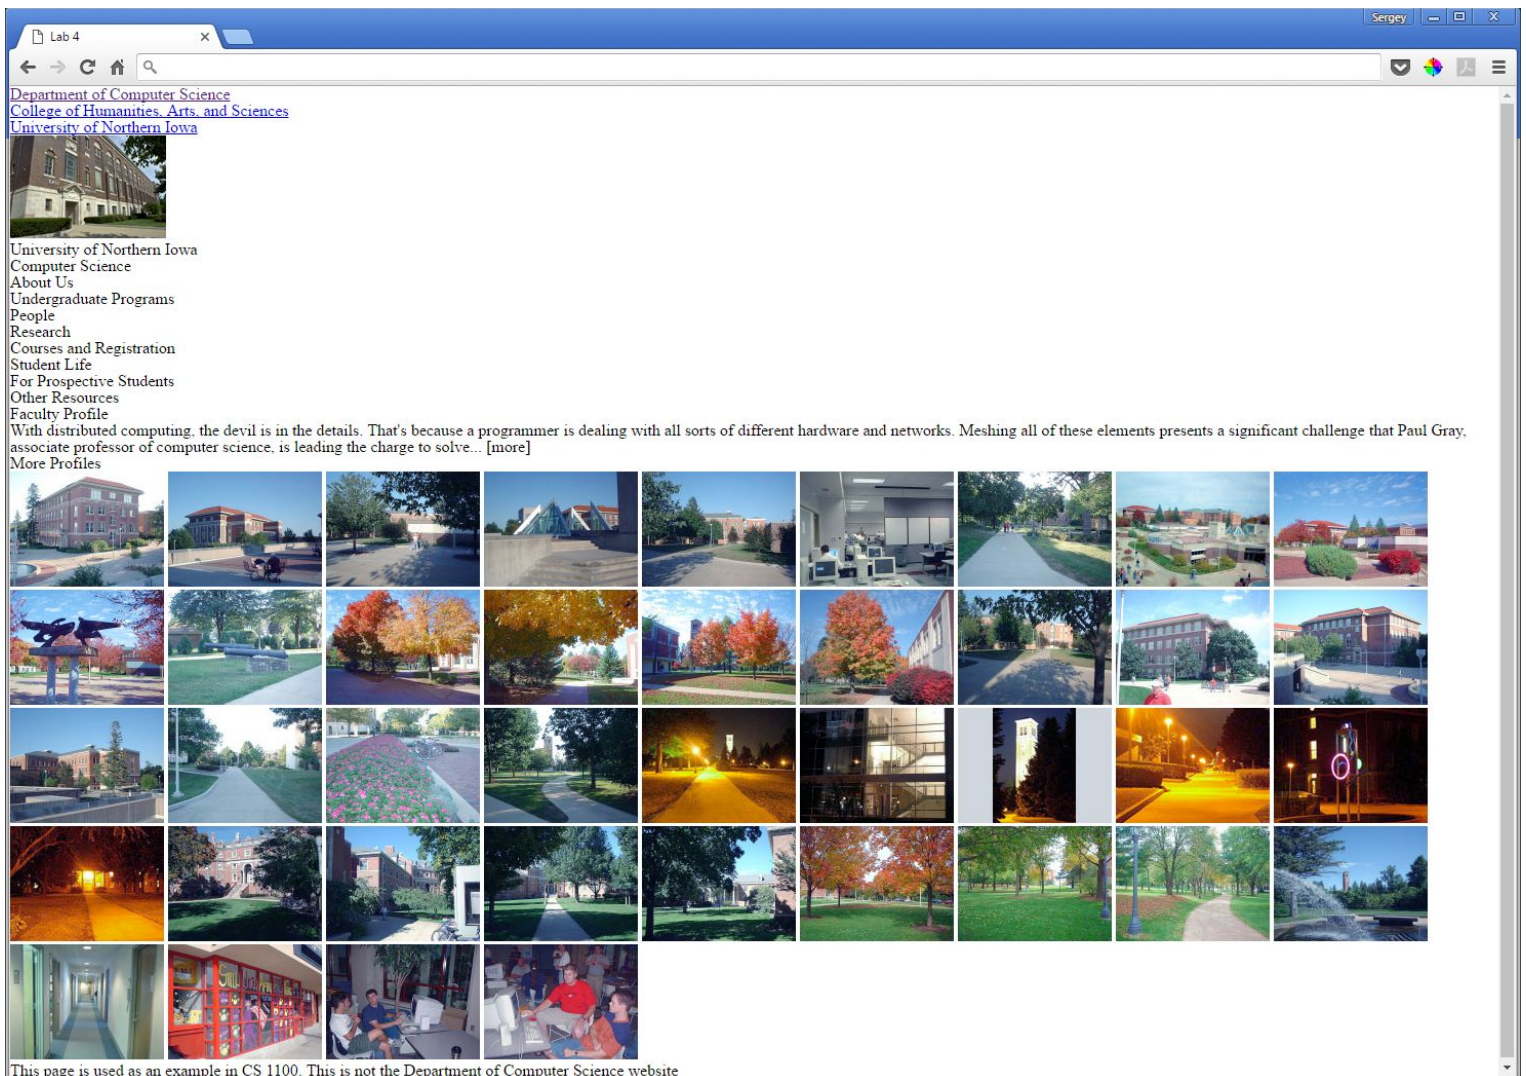 Sergey
Lab 4
Department of Computer Science
College of Humanities, Arts, and Sciences
University of Northern Iowa
University of Northern Iowa
Computer Science
About Us
Undergraduate Programs
People
Research
Courses and Registration
Student Life
For Prospective Students
Other Resources
Faculty Profile
With distributed computing, the devil is in the details. That's because a programmer is dealing with all sorts of different hardware and networks. Meshing all of these elements presents a significant challenge that Paul Gray,
associate professor of computer science, is leading the charge to solve... [more]
More Profiles
This page is used as an example in CS 1100. This is not the Department of Computer Science website